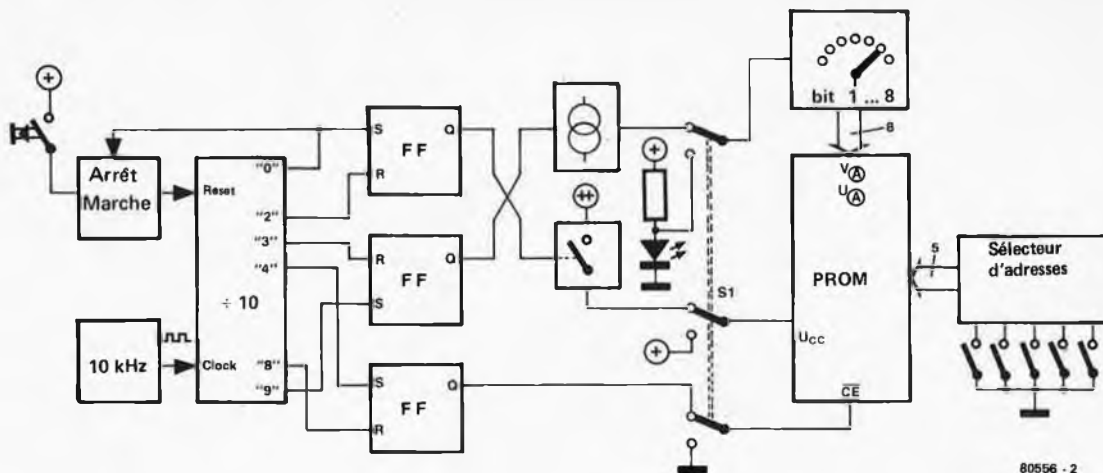 bit 1 ... 8
8
+
+
++
+
Arrêt
Marche
Reset
"0"
"2"
"3"
"4"
÷ 10
"8"
"9"
Clock
10 kHz
S
Q
FF
R
R
Q
FF
S
S
Q
FF
R
S1
V A
U A
PROM
UCC
CE
5
Sélecteur
d'adresses
80556 - 2